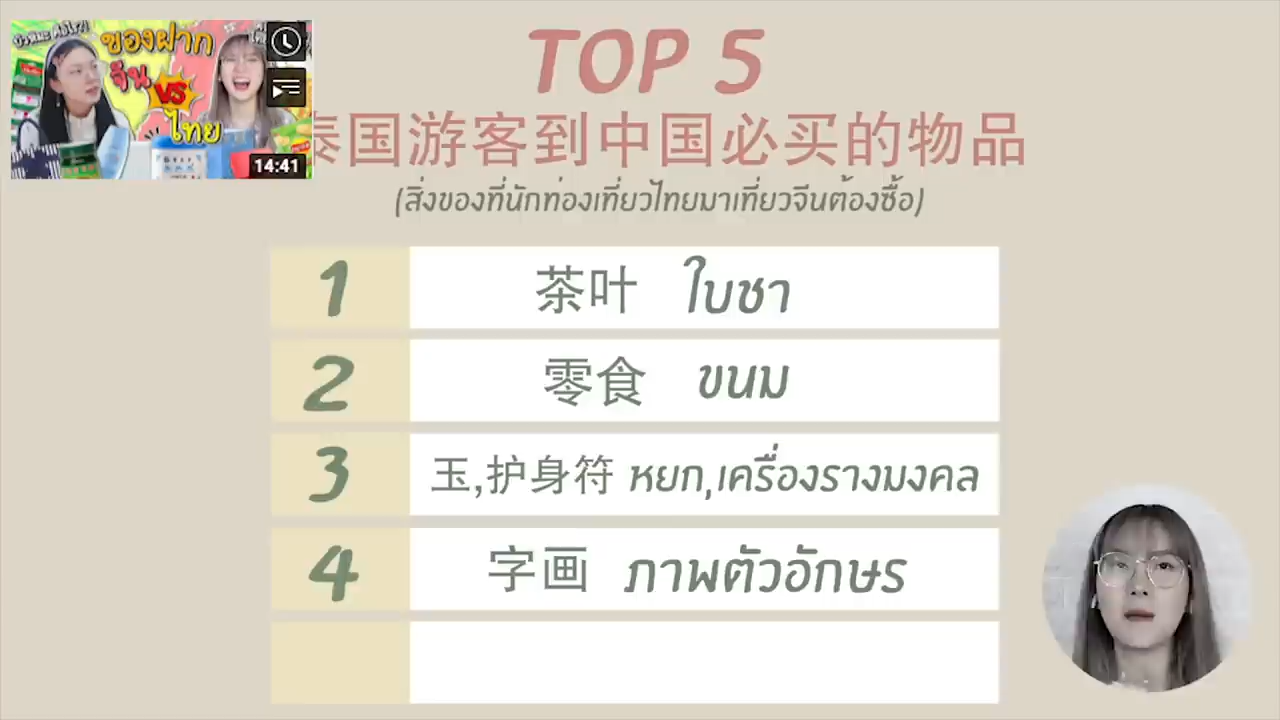 ของฝาก
จีน
VS
ไทย
14:41
TOP 5
泰国游客到中国必买的物品
(สิ่งของที่นักท่องเที่ยวไทยมาเที่ยวจีนต้องซื้อ)
1 茶叶 ใบชา
2 零食 ขนม
3 玉,护身符 หยก,เครื่องรางมงคล
4 字画 ภาพตัวอักษร